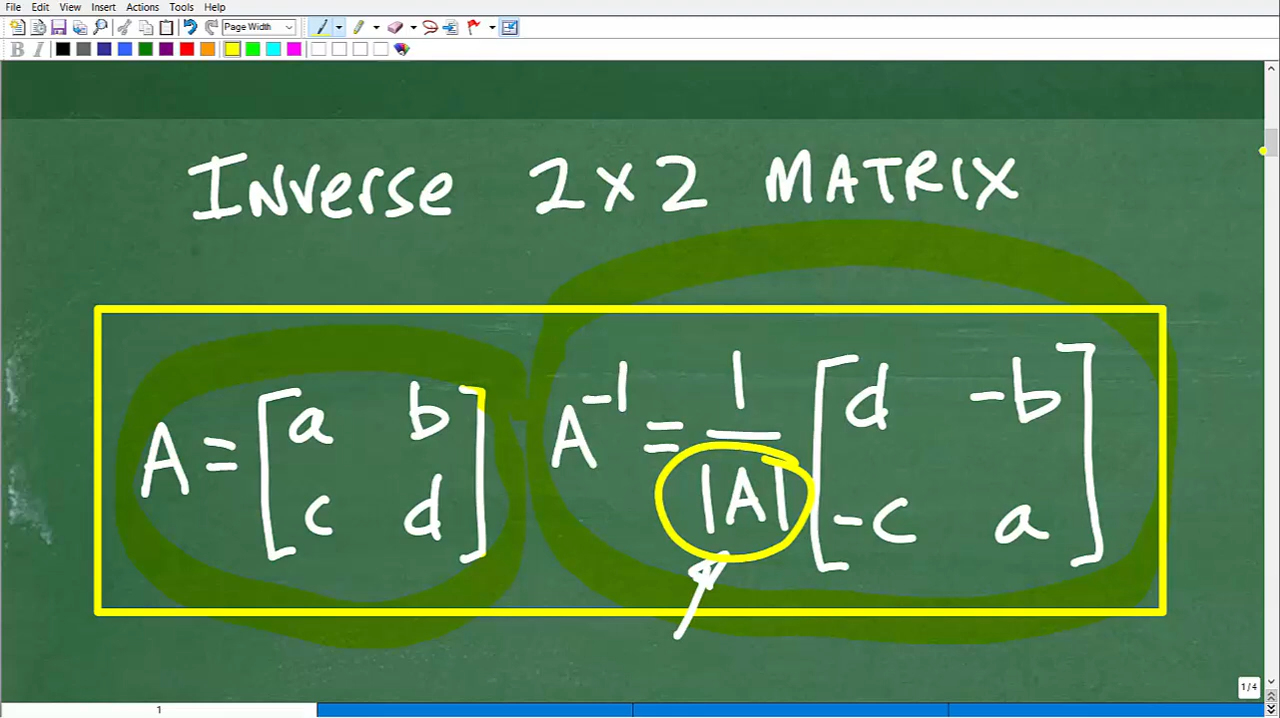 File Edit View Insert Actions Tools Help
Page Width
B I
Inverse 2x2 MATRIX
A = [a b c d] A⁻¹ = 1/|A| [d -b -c a]
1/4
1